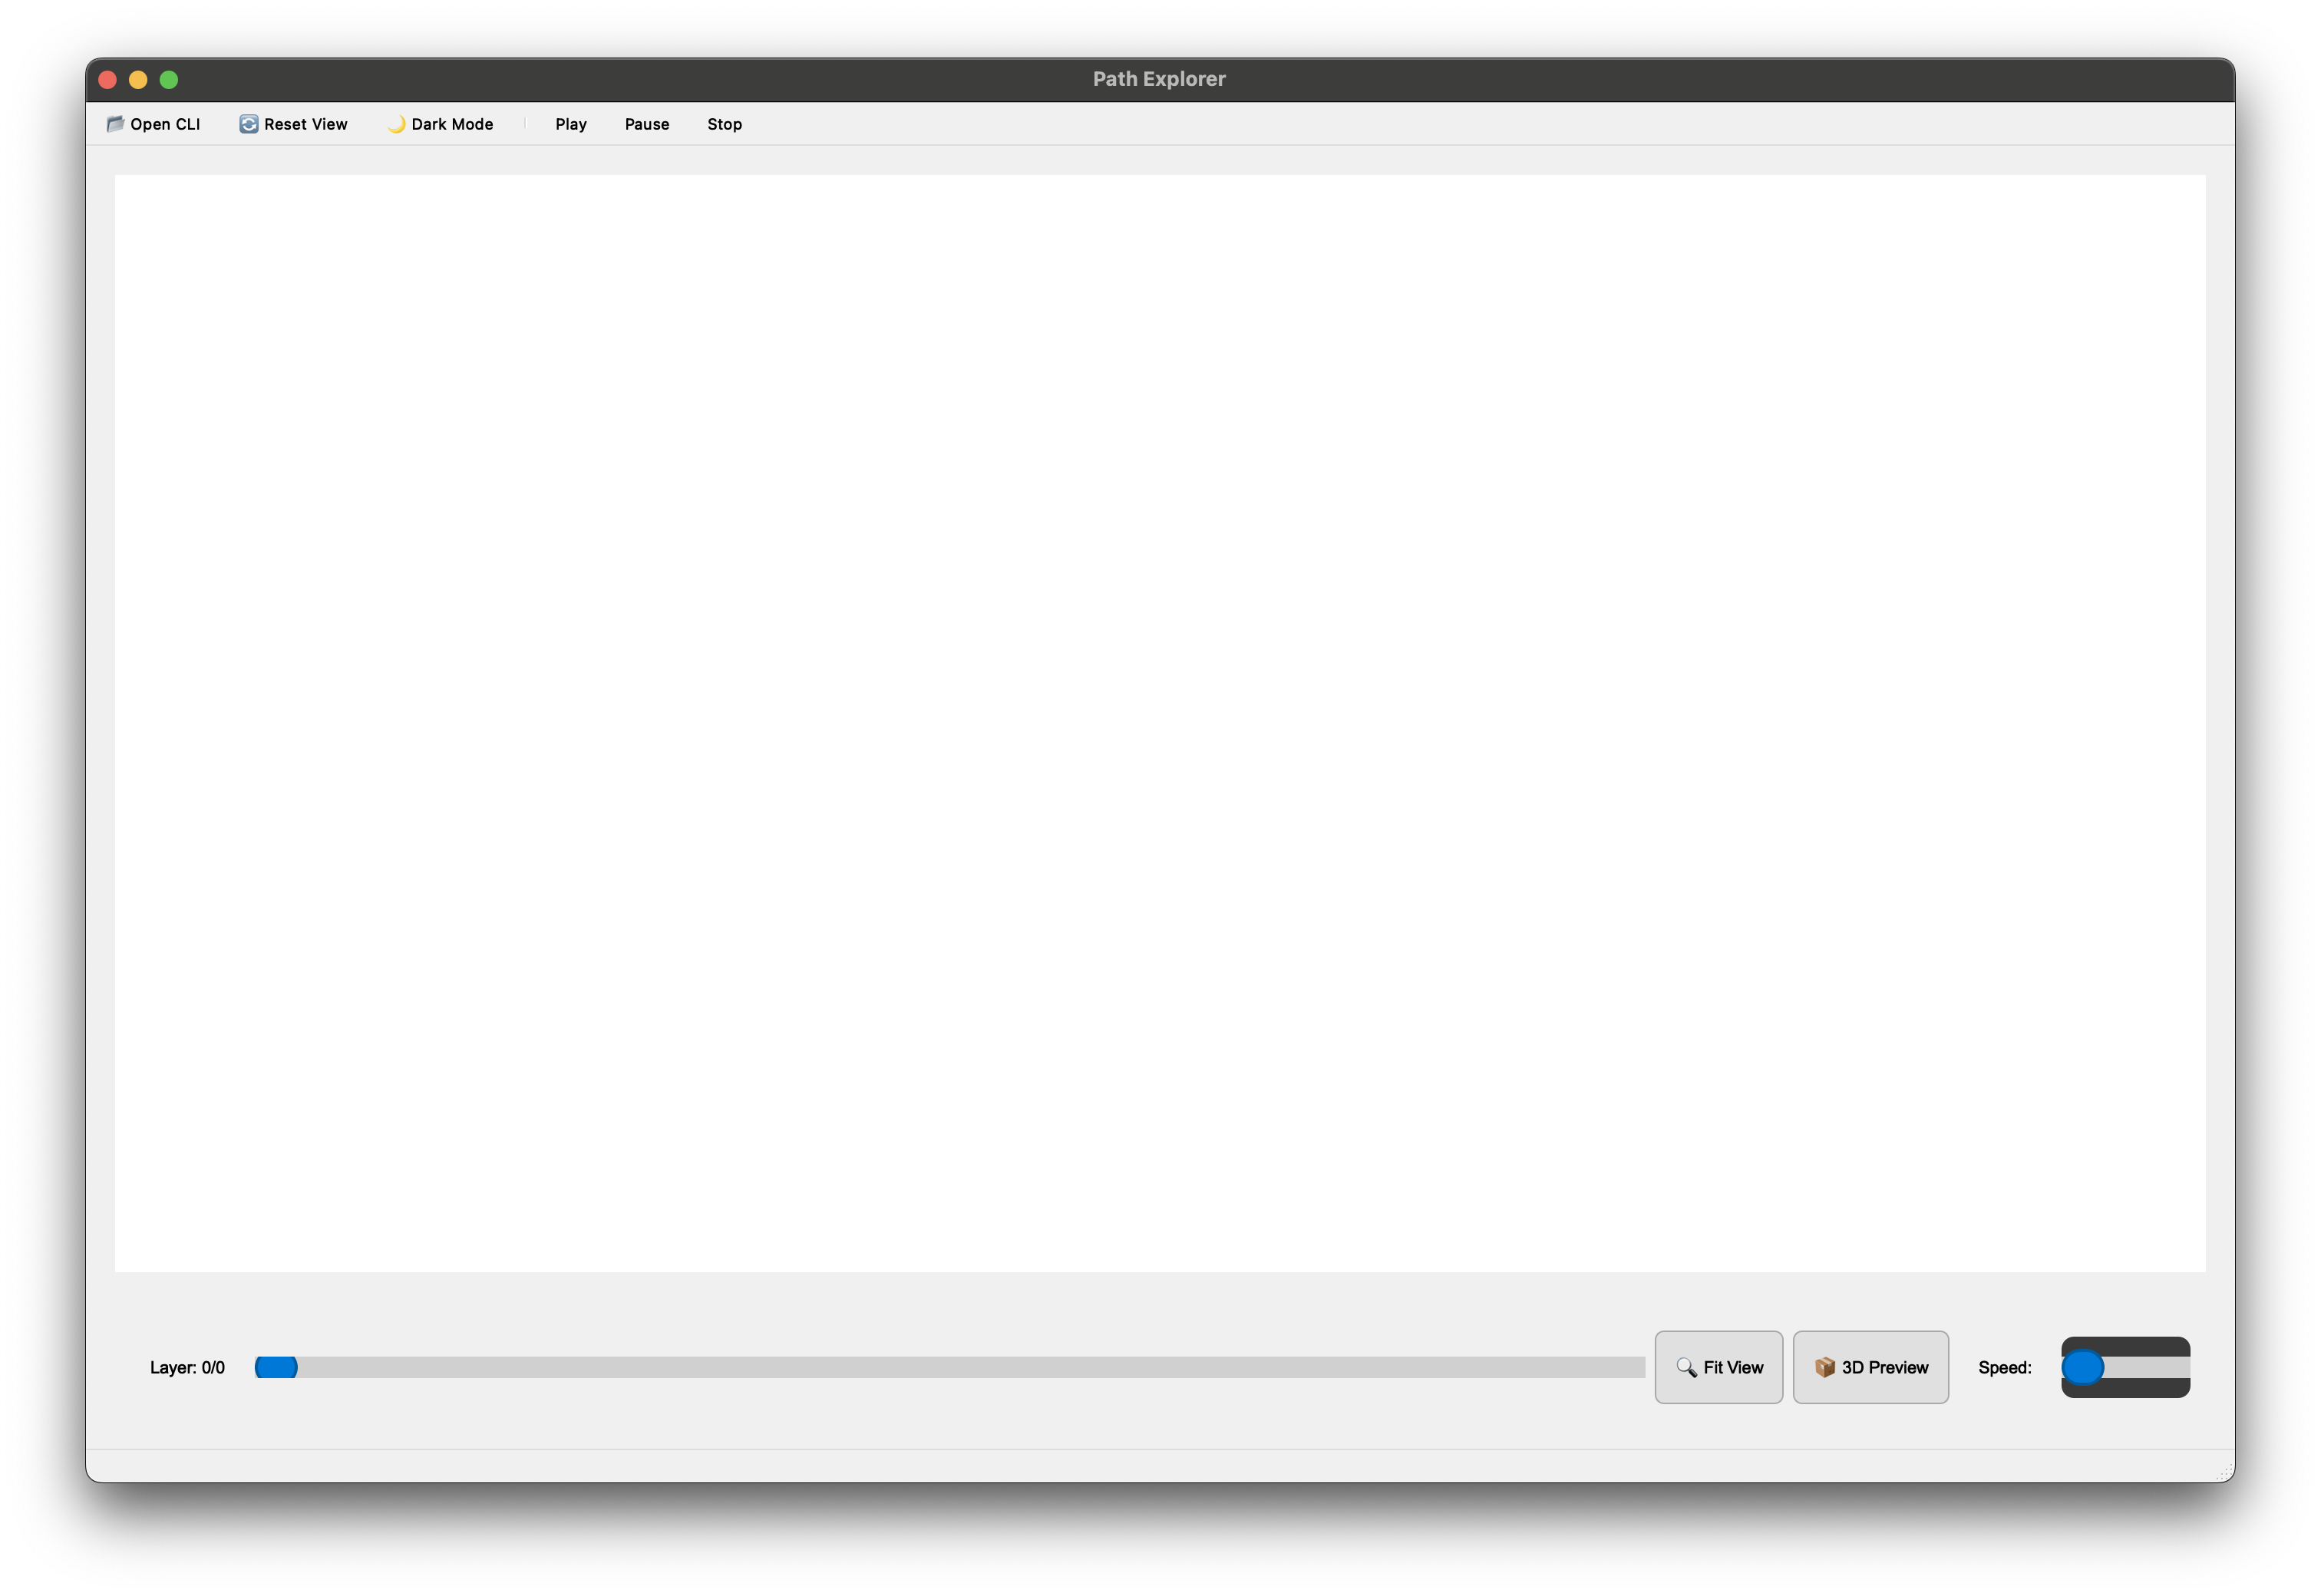 Path Explorer
Open CLI Reset View Dark Mode Play Pause Stop
Layer: 0/0 Fit View 3D Preview Speed: